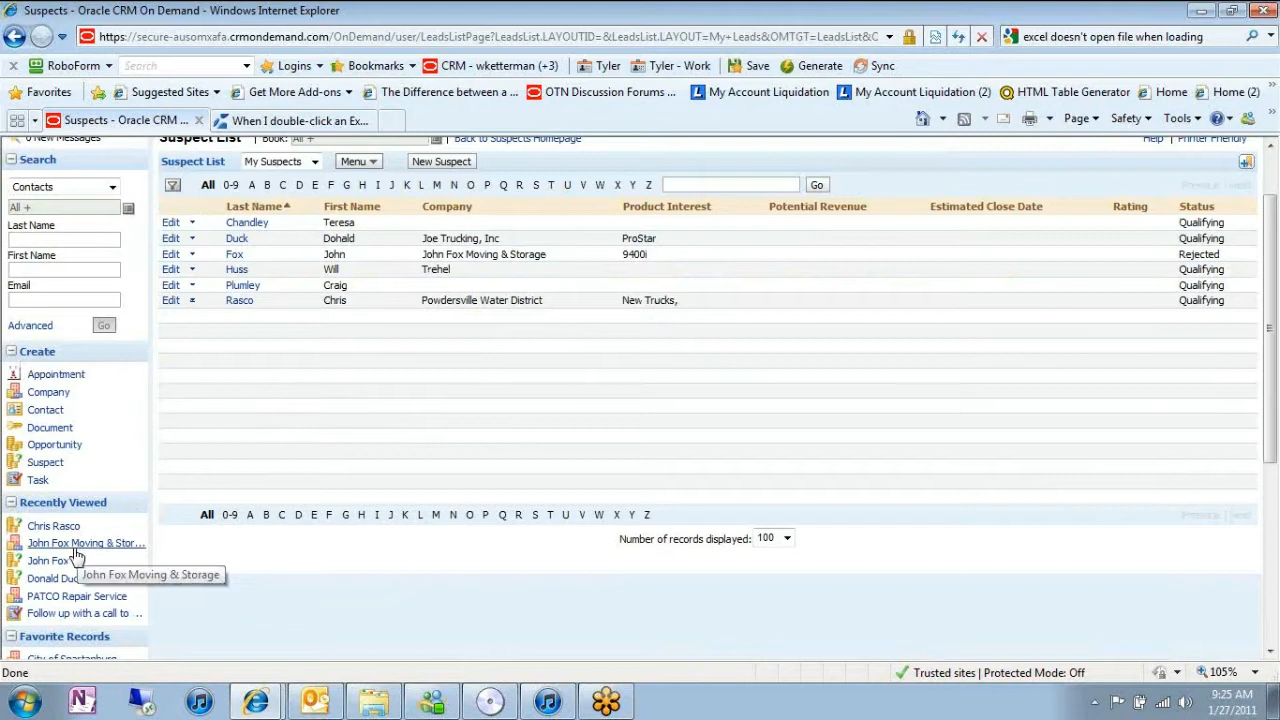 Suspects - Oracle CRM On Demand - Windows Internet Explorer
https://secure-ausomxafa.crmondemand.com/OnDemand/user/LeadsListPage?LeadsList.LAYOUTID=&LeadsList.LAYOUT=My+Leads&OMTGT=LeadsList&C
excel doesn't open file when loading
RoboForm Search Logins Bookmarks CRM - wketterman (+3) Tyler Tyler - Work Save Generate Sync
Favorites Suggested Sites Get More Add-ons The Difference between a ... OTN Discussion Forums ... My Account Liquidation My Account Liquidation (2) HTML Table Generator Home Home (2)
Suspects - Oracle CRM ... When I double-click an Ex... Page Safety Tools
0 New Messages Suspect List Book: All + Back to Suspects Homepage Help Printer Friendly
Search
Contacts
All +
Last Name
First Name
Email
Advanced Go
Create
Appointment
Company
Contact
Document
Opportunity
Suspect
Task
Recently Viewed
Chris Rasco
John Fox Moving & Stor...
John Fox
Donald Duc
John Fox Moving & Storage
PATCO Repair Service
Follow up with a call to ..
Favorite Records
City of Spartanburg
Suspect List My Suspects Menu New Suspect
All 0-9 A B C D E F G H I J K L M N O P Q R S T U V W X Y Z Go Previous | Next
Last Name First Name Company Product Interest Potential Revenue Estimated Close Date Rating Status
Edit Chandley Teresa Qualifying
Edit Duck Dohald Joe Trucking, Inc ProStar Qualifying
Edit Fox John John Fox Moving & Storage 9400i Rejected
Edit Huss Will Trehel Qualifying
Edit Plumley Craig Qualifying
Edit Rasco Chris Powdersville Water District New Trucks, Qualifying
All 0-9 A B C D E F G H I J K L M N O P Q R S T U V W X Y Z Previous | Next
Number of records displayed: 100
Done Trusted sites | Protected Mode: Off 105%
9:25 AM
1/27/2011